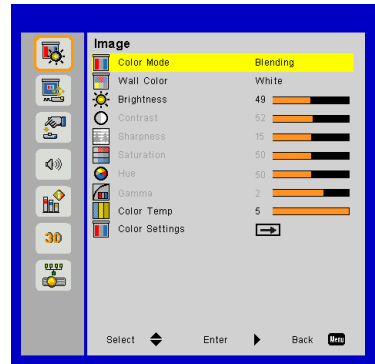 Image
Color Mode Blending
Wall Color White
Brightness 49
Contrast 52
Sharpness 15
Saturation 50
Hue 50
Gamma 2
Color Temp 5
Color Settings
3D
Select Enter Back Menu